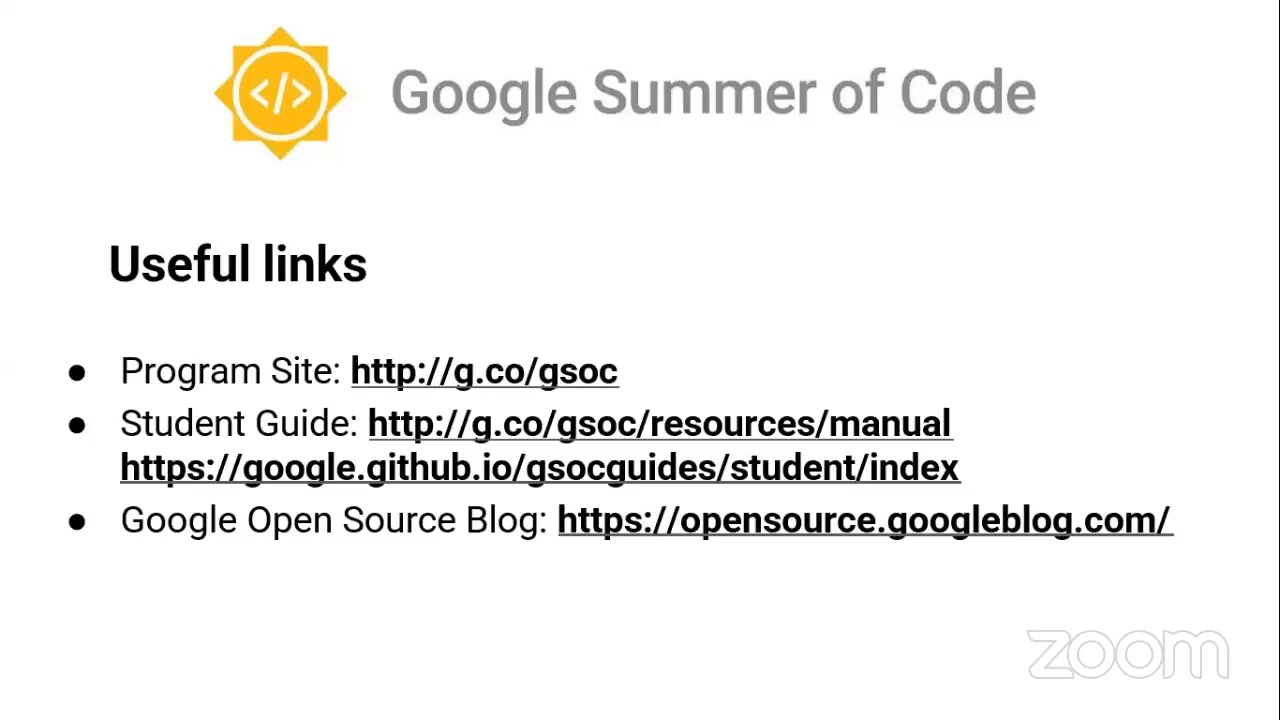 </>
Google Summer of Code
Useful links
● Program Site: http://g.co/gsoc
● Student Guide: http://g.co/gsoc/resources/manual
https://google.github.io/gsocguides/student/index
● Google Open Source Blog: https://opensource.googleblog.com/
zoom